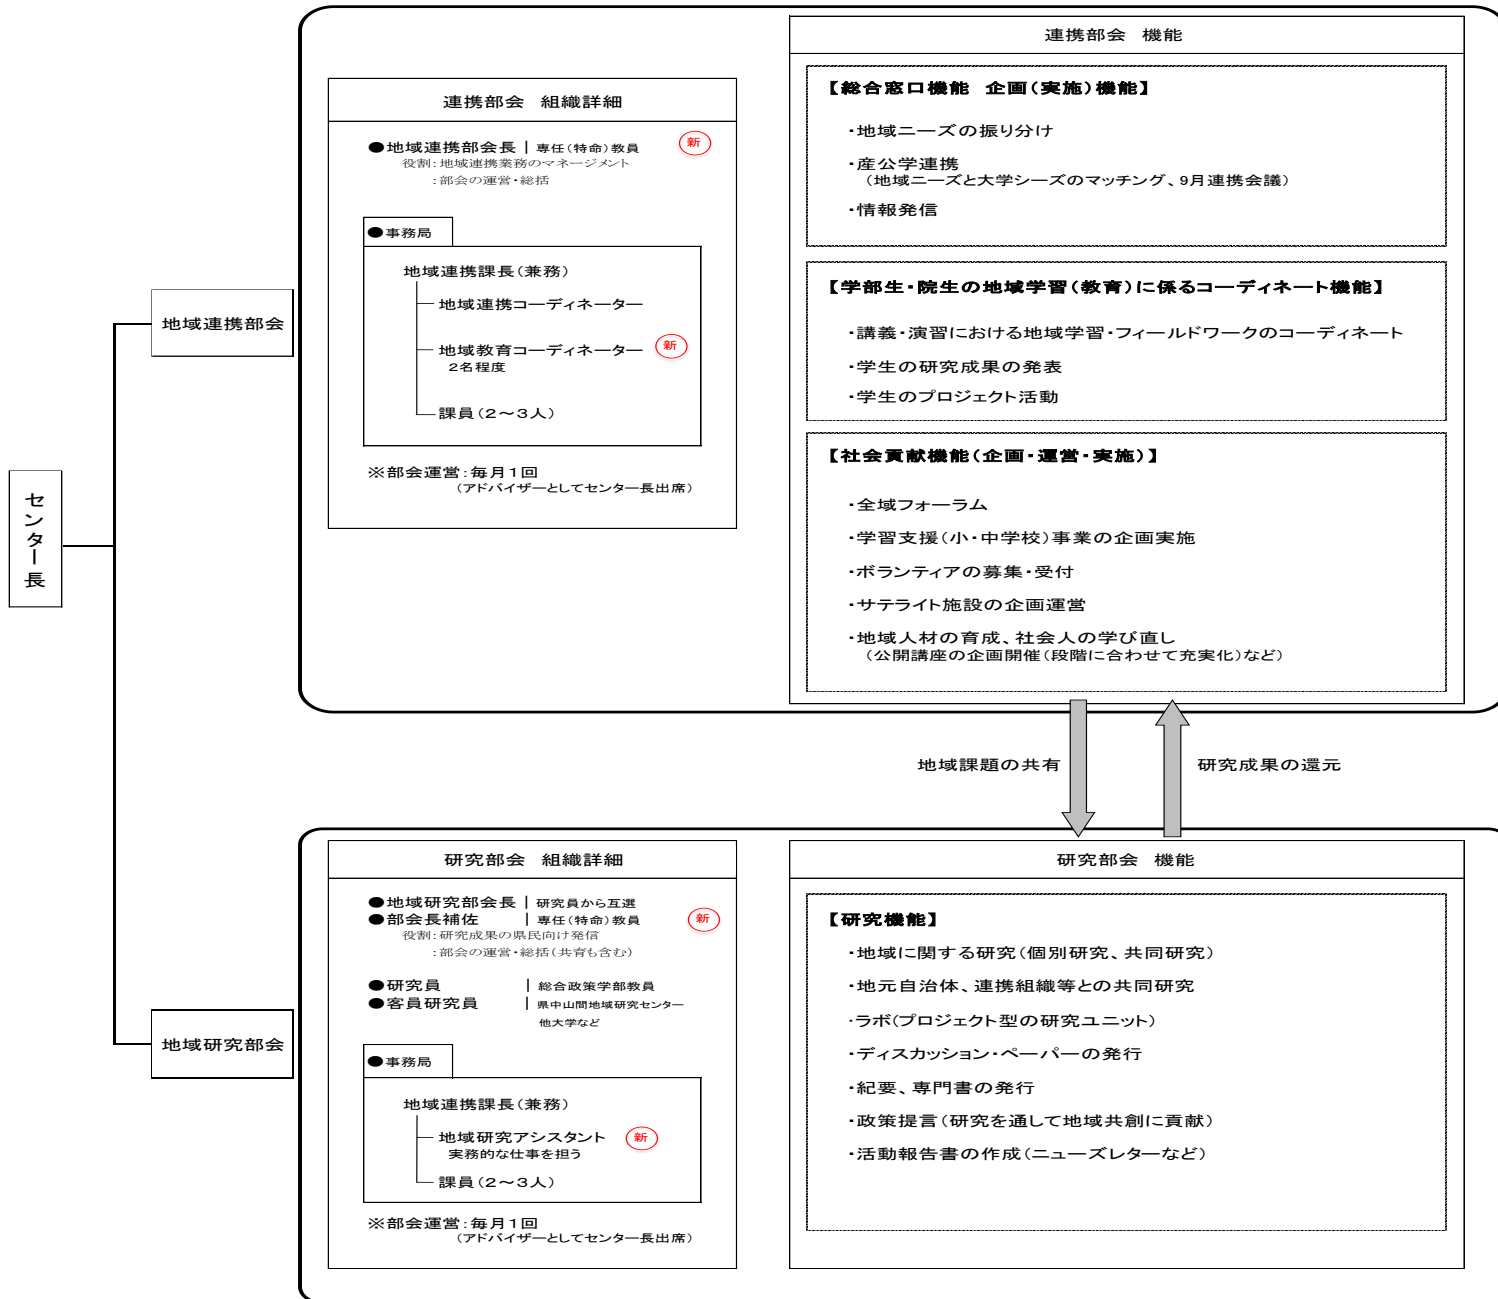 センター長
地域連携部会
連携部会　組織詳細
●地域連携部会長｜専任(特命)教員
新
役割：地域連携業務のマネージメント
：部会の運営・総括
●事務局
地域連携課長（兼務）
地域連携コーディネーター
地域教育コーディネーター
新
2名程度
課員（２～３人）
※部会運営：毎月１回
（アドバイザーとしてセンター長出席）
連携部会　機能
【総合窓口機能　企画（実施）機能】
・地域ニーズの振り分け
・産公学連携
（地域ニーズと大学シーズのマッチング、9月連携会議）
・情報発信
【学部生・院生の地域学習（教育）に係るコーディネート機能】
・講義・演習における地域学習・フィールドワークのコーディネート
・学生の研究成果の発表
・学生のプロジェクト活動
【社会貢献機能（企画・運営・実施）】
・全域フォーラム
・学習支援（小・中学校）事業の企画実施
・ボランティアの募集・受付
・サテライト施設の企画運営
・地域人材の育成、社会人の学び直し
（公開講座の企画開催（段階に合わせて充実化）など）
地域課題の共有
研究成果の還元
地域研究部会
研究部会　組織詳細
●地域研究部会長｜研究員から互選
●部会長補佐　｜専任（特命）教員
新
役割：研究成果の県民向け発信
：部会の運営・総括（共有も含む）
●研究員　｜総合政策学部教員
●客員研究員　｜県中山間地域研究センター
他大学など
●事務局
地域連携課長（兼務）
地域研究アシスタント
新
実務的な仕事を担う
課員（２～３人）
※部会運営：毎月１回
（アドバイザーとしてセンター長出席）
研究部会　機能
【研究機能】
・地域に関する研究（個別研究、共同研究）
・地元自治体、連携組織等との共同研究
・ラボ（プロジェクト型の研究ユニット）
・ディスカッション・ペーパーの発行
・紀要、専門書の発行
・政策提言（研究を通して地域共創に貢献）
・活動報告書の作成（ニューズレターなど）